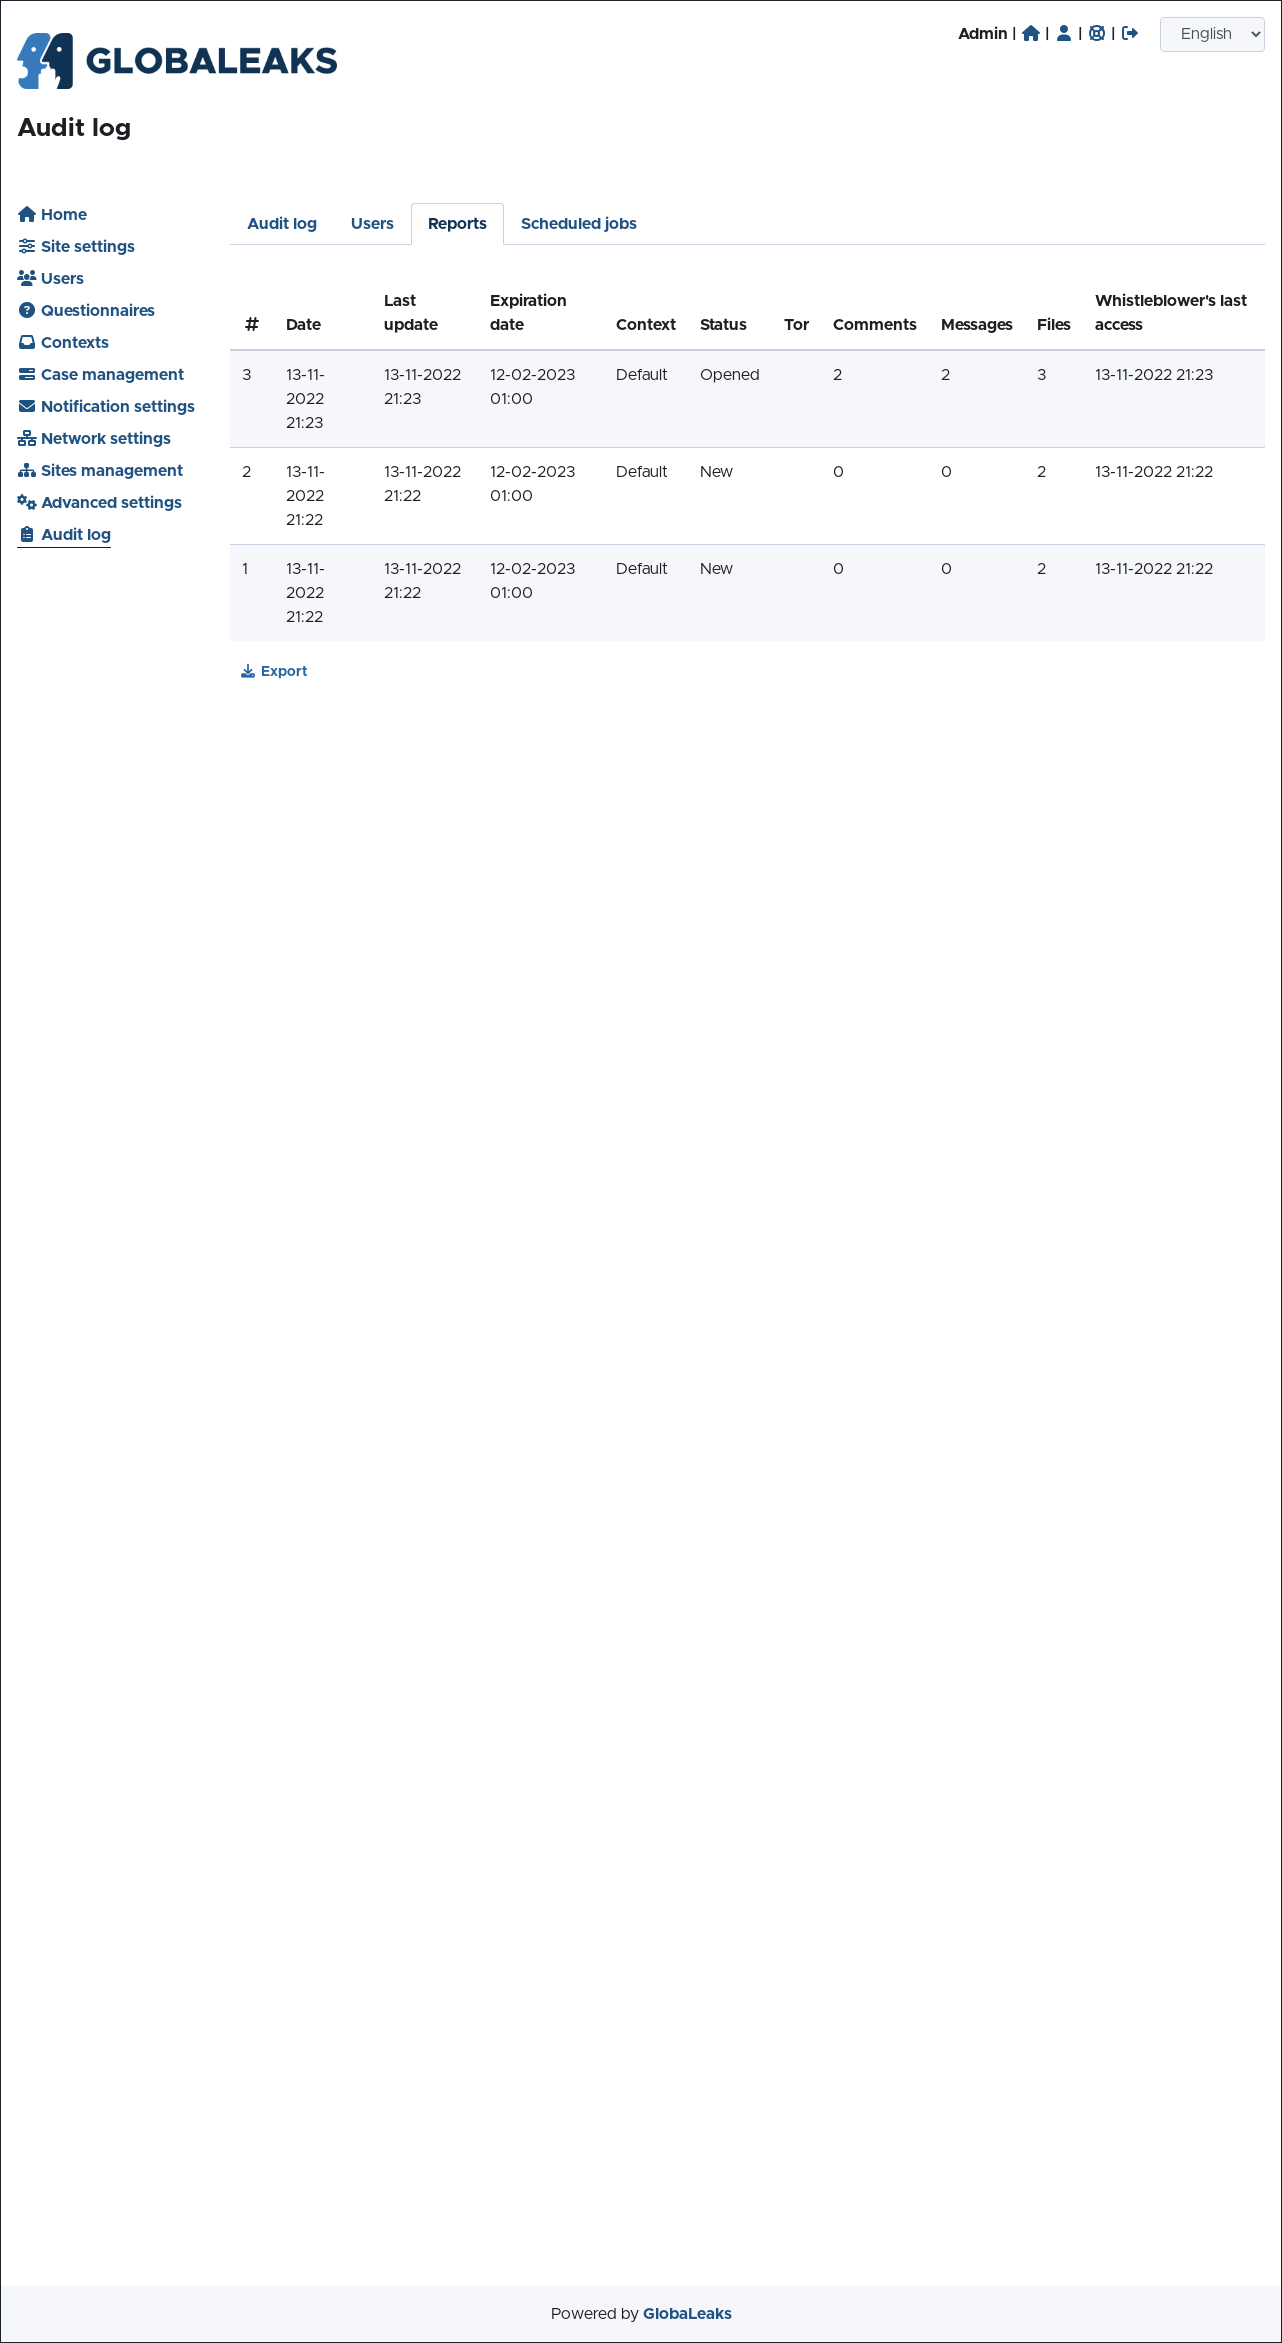 Admin | | | |
English
GLOBALEAKS
Audit log
Home
Site settings
Users
Questionnaires
Contexts
Case management
Notification settings
Network settings
Sites management
Advanced settings
Audit log
Audit log Users Reports Scheduled jobs
# Date Last update Expiration date Context Status Tor Comments Messages Files Whistleblower's last access
3 13-11-2022 21:23 13-11-2022 21:23 12-02-2023 01:00 Default Opened 2 2 3 13-11-2022 21:23
2 13-11-2022 21:22 13-11-2022 21:22 12-02-2023 01:00 Default New 0 0 2 13-11-2022 21:22
1 13-11-2022 21:22 13-11-2022 21:22 12-02-2023 01:00 Default New 0 0 2 13-11-2022 21:22
Export
Powered by GlobaLeaks